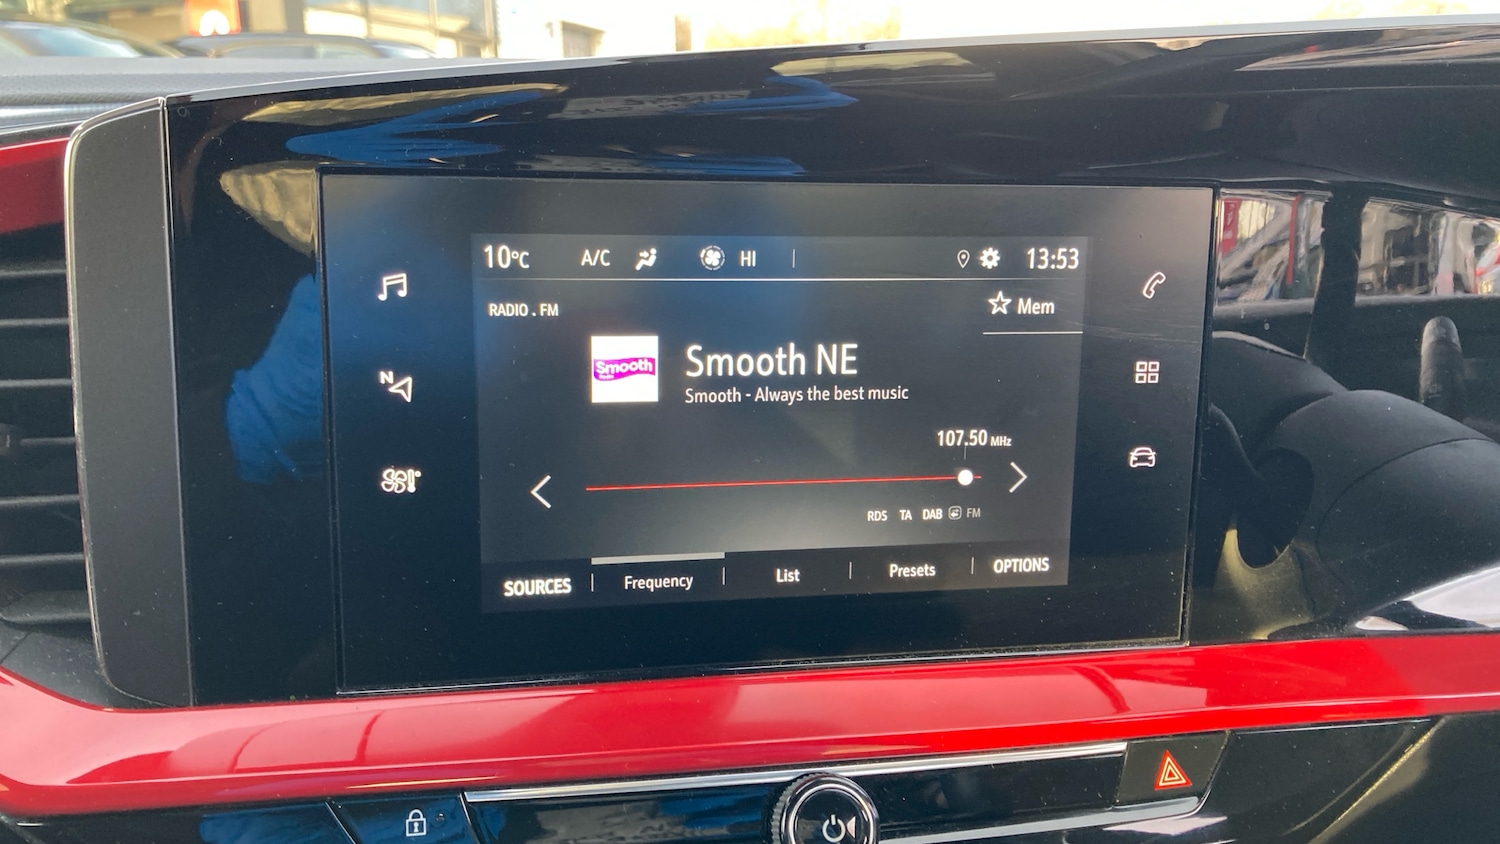 10°C A/C HI 13:53
RADIO . FM
Mem
Smooth
Radio
Smooth NE
Smooth - Always the best music
N
107.50 MHz
RDS TA DAB FM
SOURCES Frequency List Presets OPTIONS